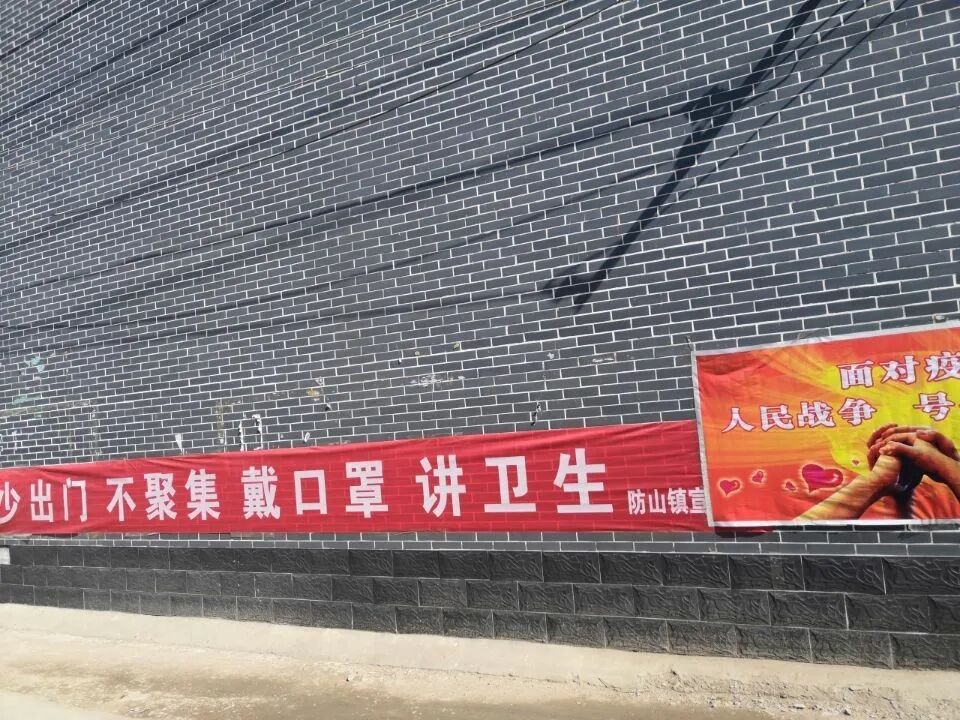 少出门 不聚集 戴口罩 讲卫生 防山镇宣
面对疫
人民战争 号